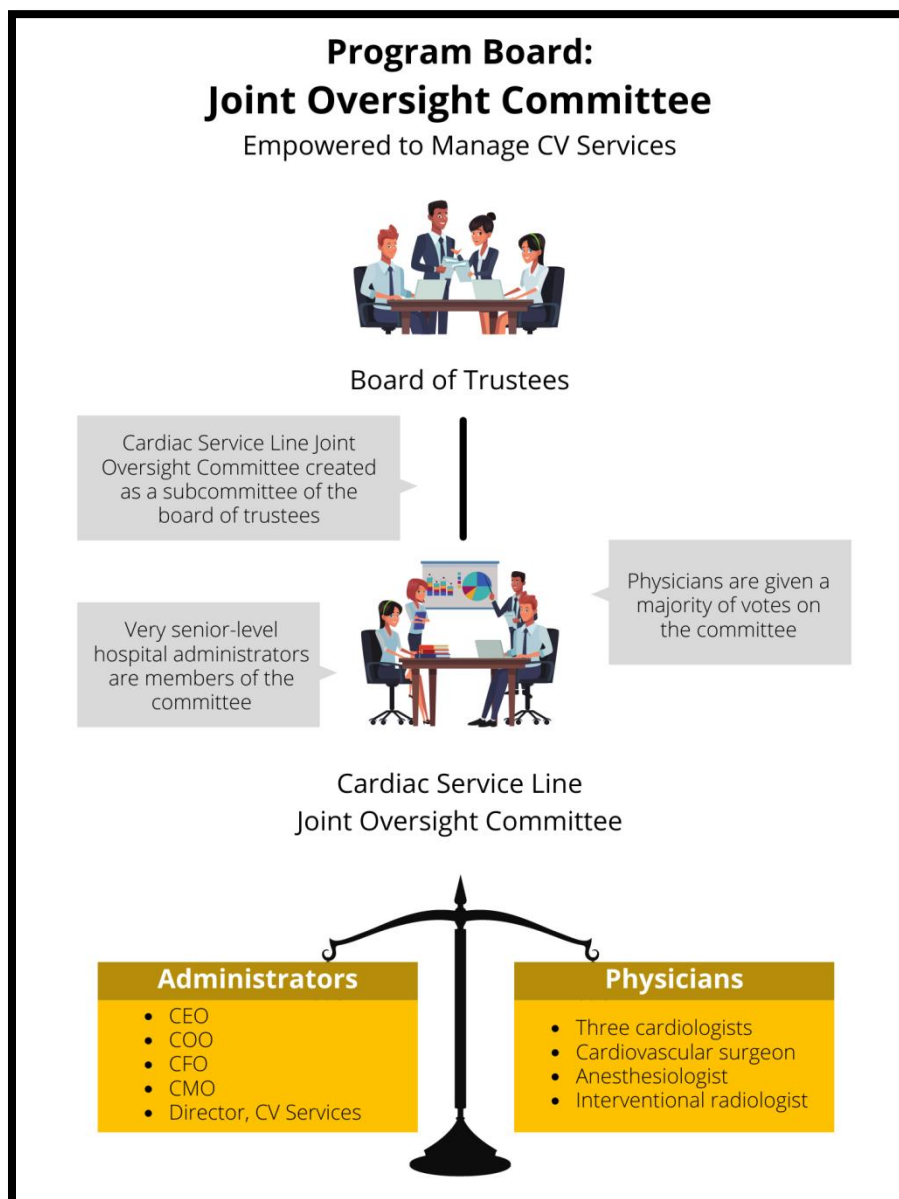 Program Board:
Joint Oversight Committee
Empowered to Manage CV Services
Board of Trustees
Cardiac Service Line Joint
Oversight Committee created
as a subcommittee of the
board of trustees
Physicians are given a
majority of votes on
the committee
Very senior-level
hospital administrators
are members of the
committee
Cardiac Service Line
Joint Oversight Committee
Administrators
• CEO
• COO
• CFO
• CMO
• Director, CV Services
Physicians
• Three cardiologists
• Cardiovascular surgeon
• Anesthesiologist
• Interventional radiologist